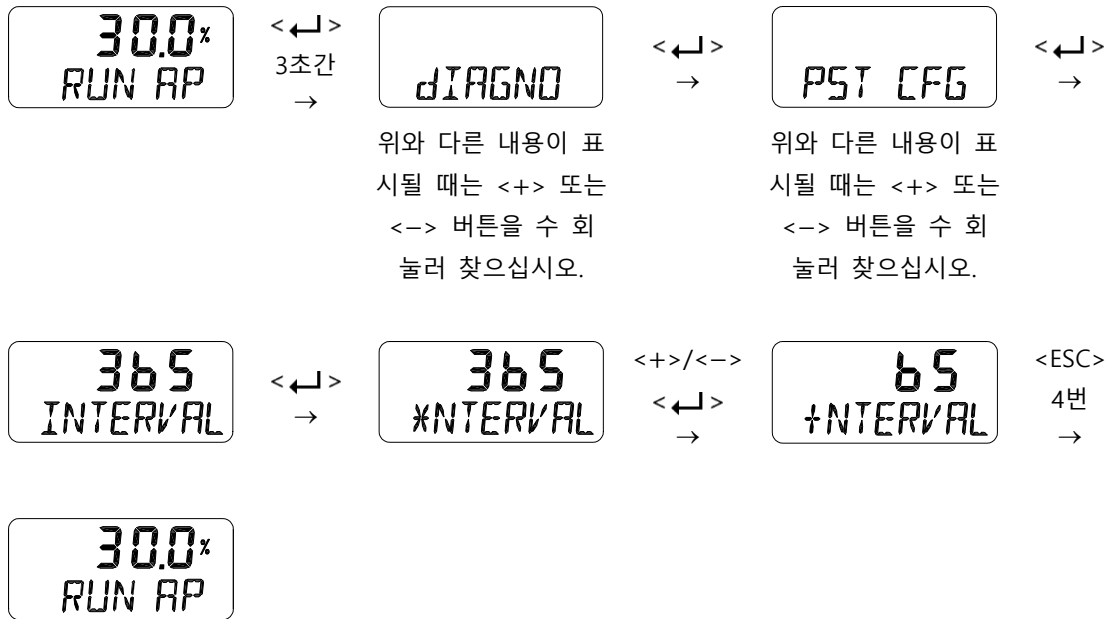 30.0%
RUN AP
< ↵ >
3초간
→
dIAGNO
< ↵ >
→
PST CFG
< ↵ >
→
위와 다른 내용이 표
시될 때는 <+> 또는
<−> 버튼을 수 회
눌러 찾으십시오.
위와 다른 내용이 표
시될 때는 <+> 또는
<−> 버튼을 수 회
눌러 찾으십시오.
365
INTERVAL
< ↵ >
→
365
*NTERVAL
<+>/<−>
< ↵ >
→
65
+NTERVAL
<ESC>
4번
→
30.0%
RUN AP